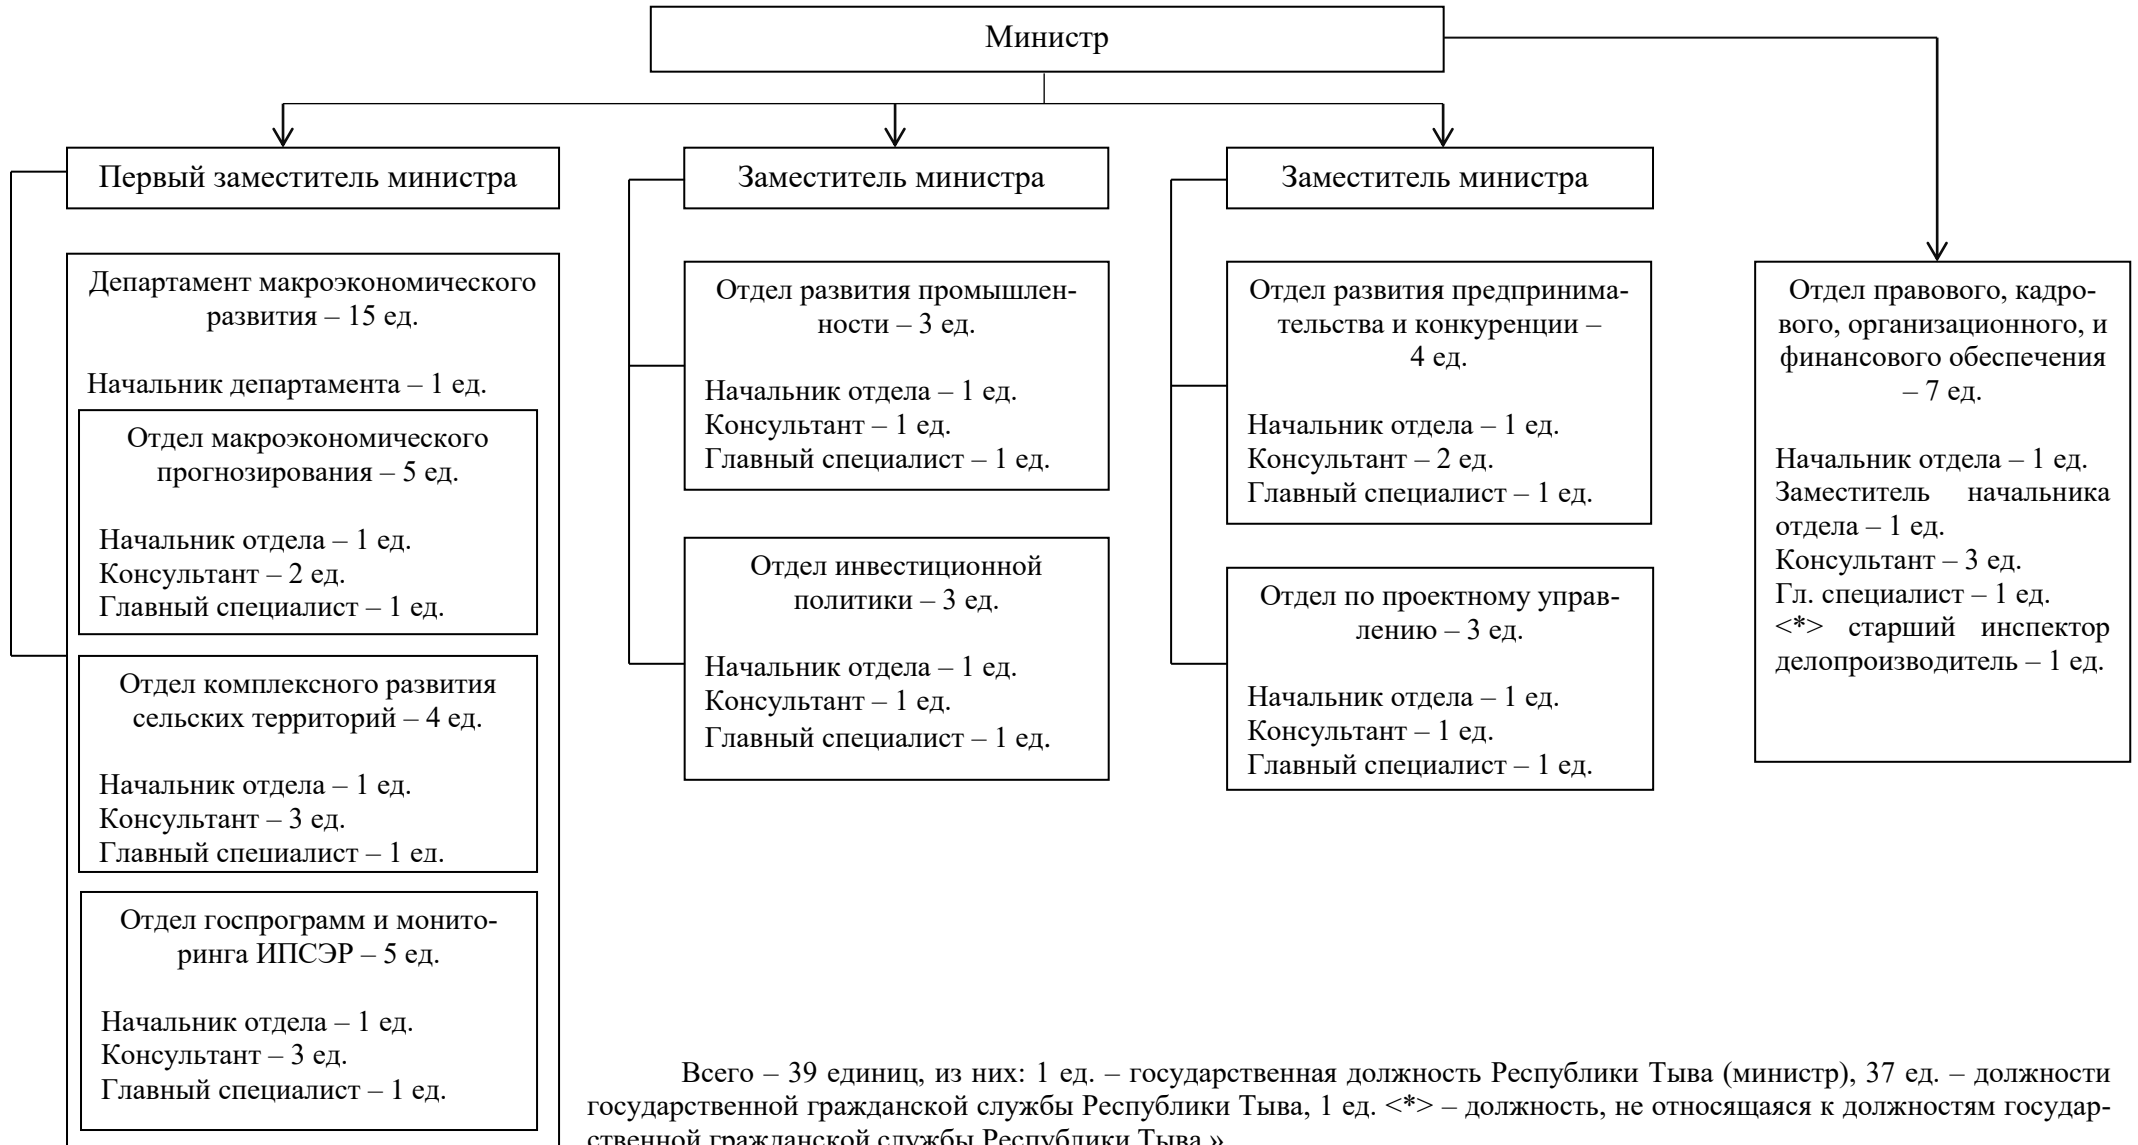 Министр
Первый заместитель министра
Заместитель министра
Заместитель министра
Департамент макроэкономического
развития – 15 ед.
Начальник департамента – 1 ед.
Отдел макроэкономического
прогнозирования – 5 ед.
Начальник отдела – 1 ед.
Консультант – 2 ед.
Главный специалист – 1 ед.
Отдел комплексного развития
сельских территорий – 4 ед.
Начальник отдела – 1 ед.
Консультант – 3 ед.
Главный специалист – 1 ед.
Отдел госпрограмм и монито-
ринга ИПСЭР – 5 ед.
Начальник отдела – 1 ед.
Консультант – 3 ед.
Главный специалист – 1 ед.
Отдел развития промышлен-
ности – 3 ед.
Начальник отдела – 1 ед.
Консультант – 1 ед.
Главный специалист – 1 ед.
Отдел инвестиционной
политики – 3 ед.
Начальник отдела – 1 ед.
Консультант – 1 ед.
Главный специалист – 1 ед.
Отдел развития предпринима-
тельства и конкуренции –
4 ед.
Начальник отдела – 1 ед.
Консультант – 2 ед.
Главный специалист – 1 ед.
Отдел по проектному управ-
лению – 3 ед.
Начальник отдела – 1 ед.
Консультант – 1 ед.
Главный специалист – 1 ед.
Отдел правового, кадро-
вого, организационного, и
финансового обеспечения
– 7 ед.
Начальник отдела – 1 ед.
Заместитель начальника
отдела – 1 ед.
Консультант – 3 ед.
Гл. специалист – 1 ед.
<*> старший инспектор
делопроизводитель – 1 ед.
Всего – 39 единиц, из них: 1 ед. – государственная должность Республики Тыва (министр), 37 ед. – должности
государственной гражданской службы Республики Тыва, 1 ед. <*> – должность, не относящаяся к должностям государ-
ственной гражданской службы Республики Тыва.»